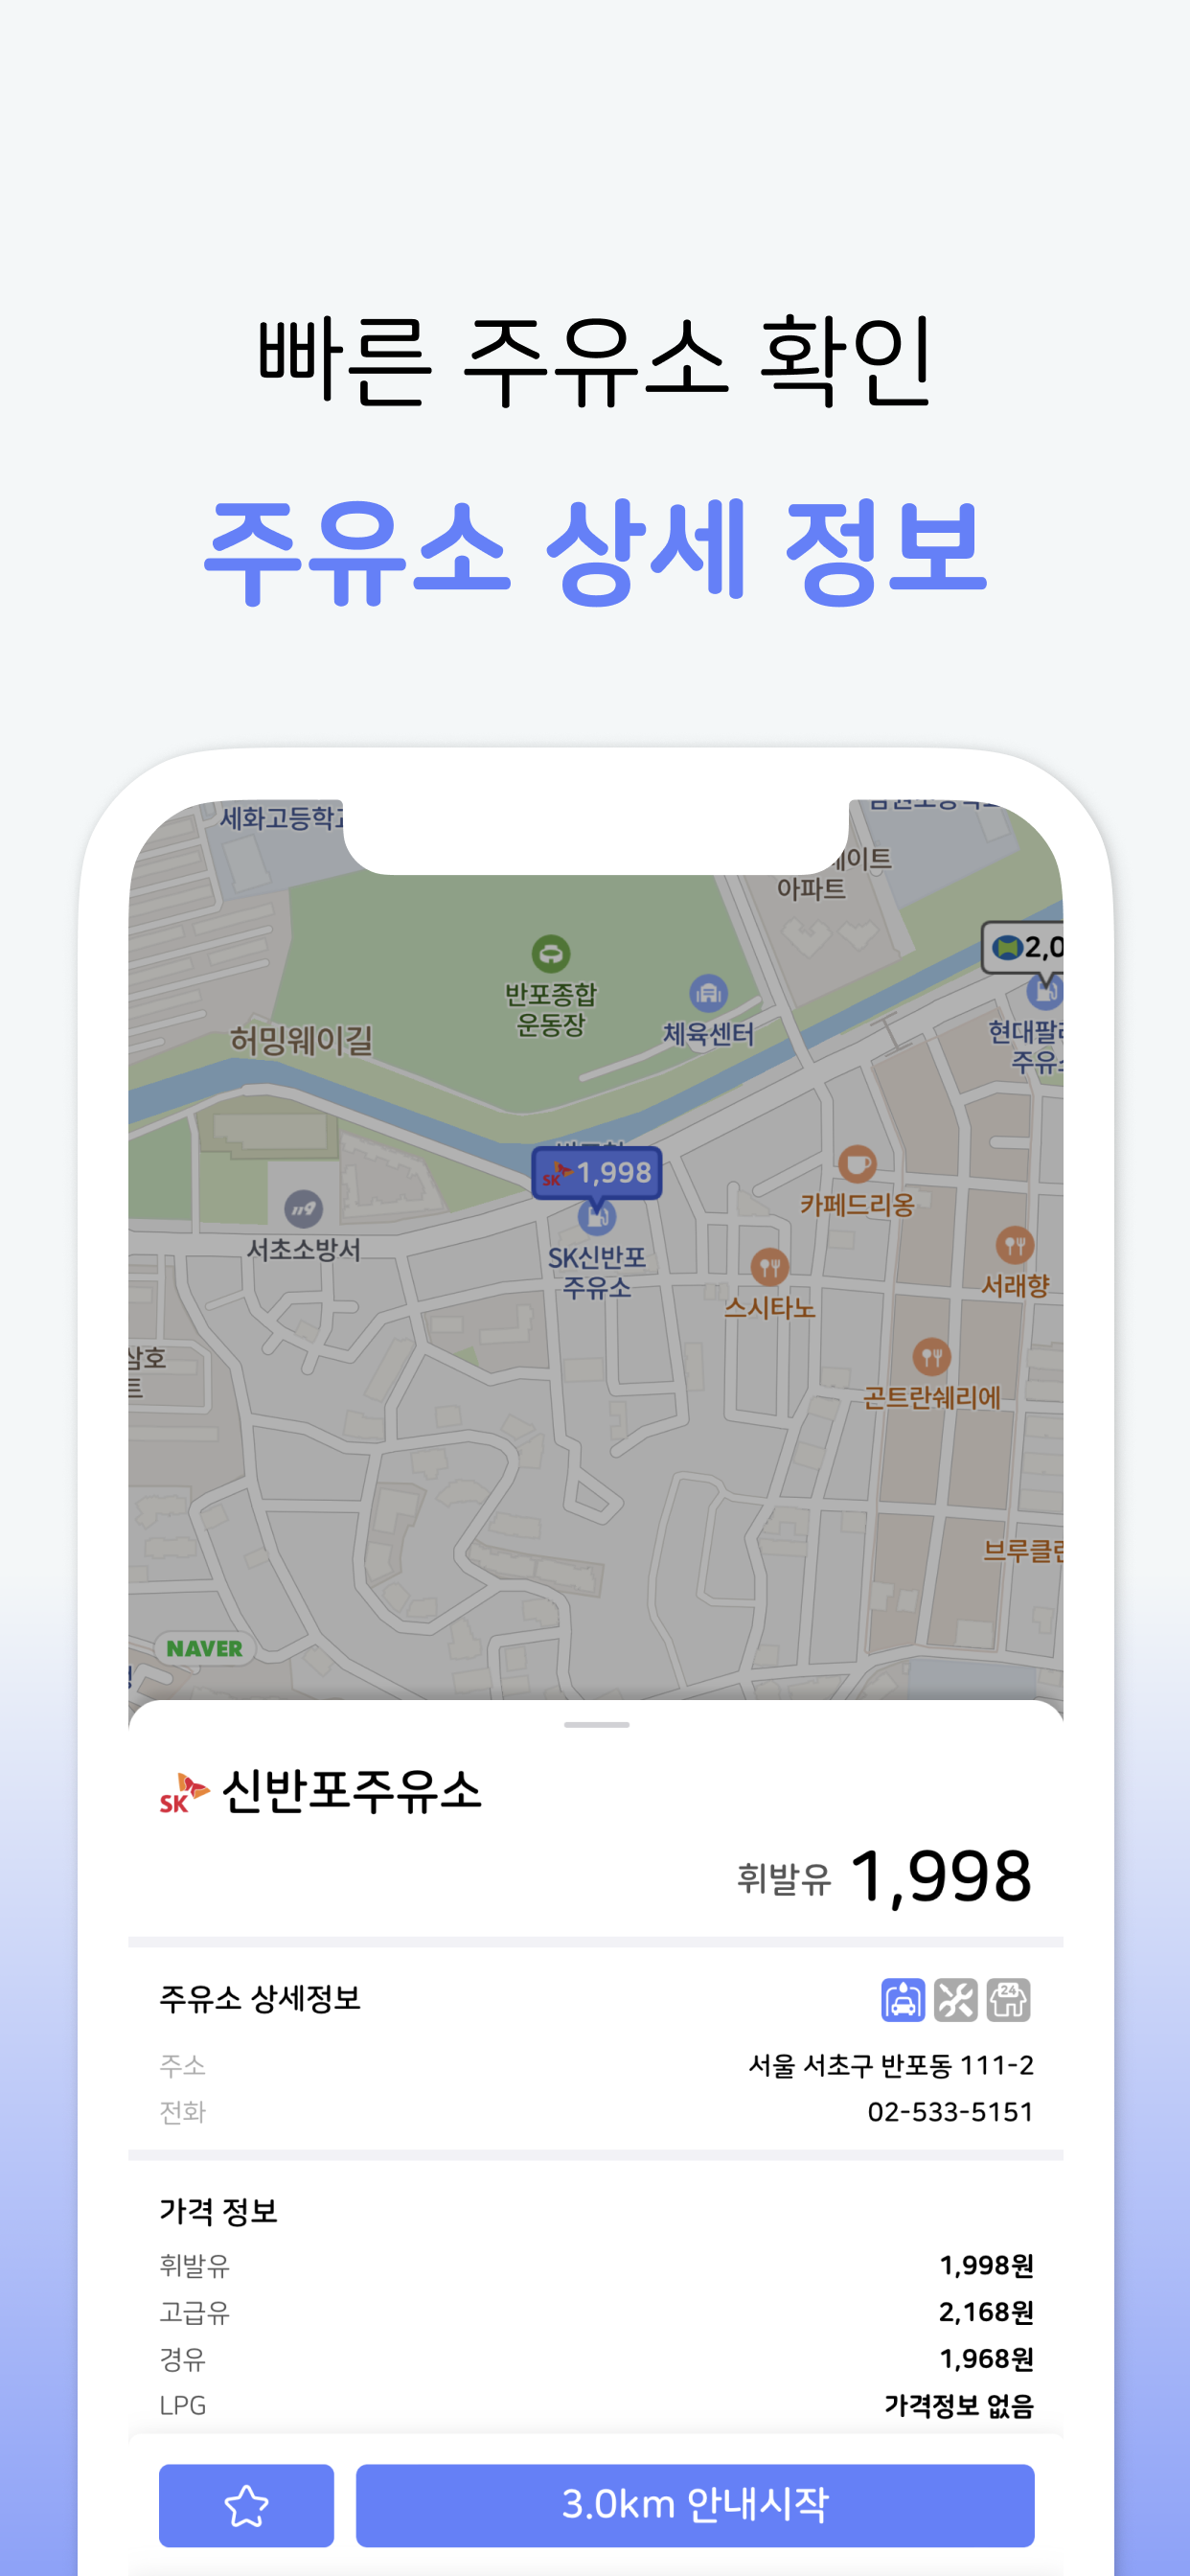 빠른 주유소 확인
주유소 상세 정보
세화고등학교
아파트
2,0
반포종합
운동장
체육센터
허밍웨이길
주유소
SK 1,998
카페드리옹
119
서초소방서
SK신반포
주유소
서래향
스시타노
삼호
곤트란쉐리에
NAVER
SK 신반포주유소
휘발유 1,998
주유소 상세정보
24
주소 서울 서초구 반포동 111-2
전화 02-533-5151
가격 정보
휘발유 1,998원
고급유 2,168원
경유 1,968원
LPG 가격정보 없음
3.0km 안내시작